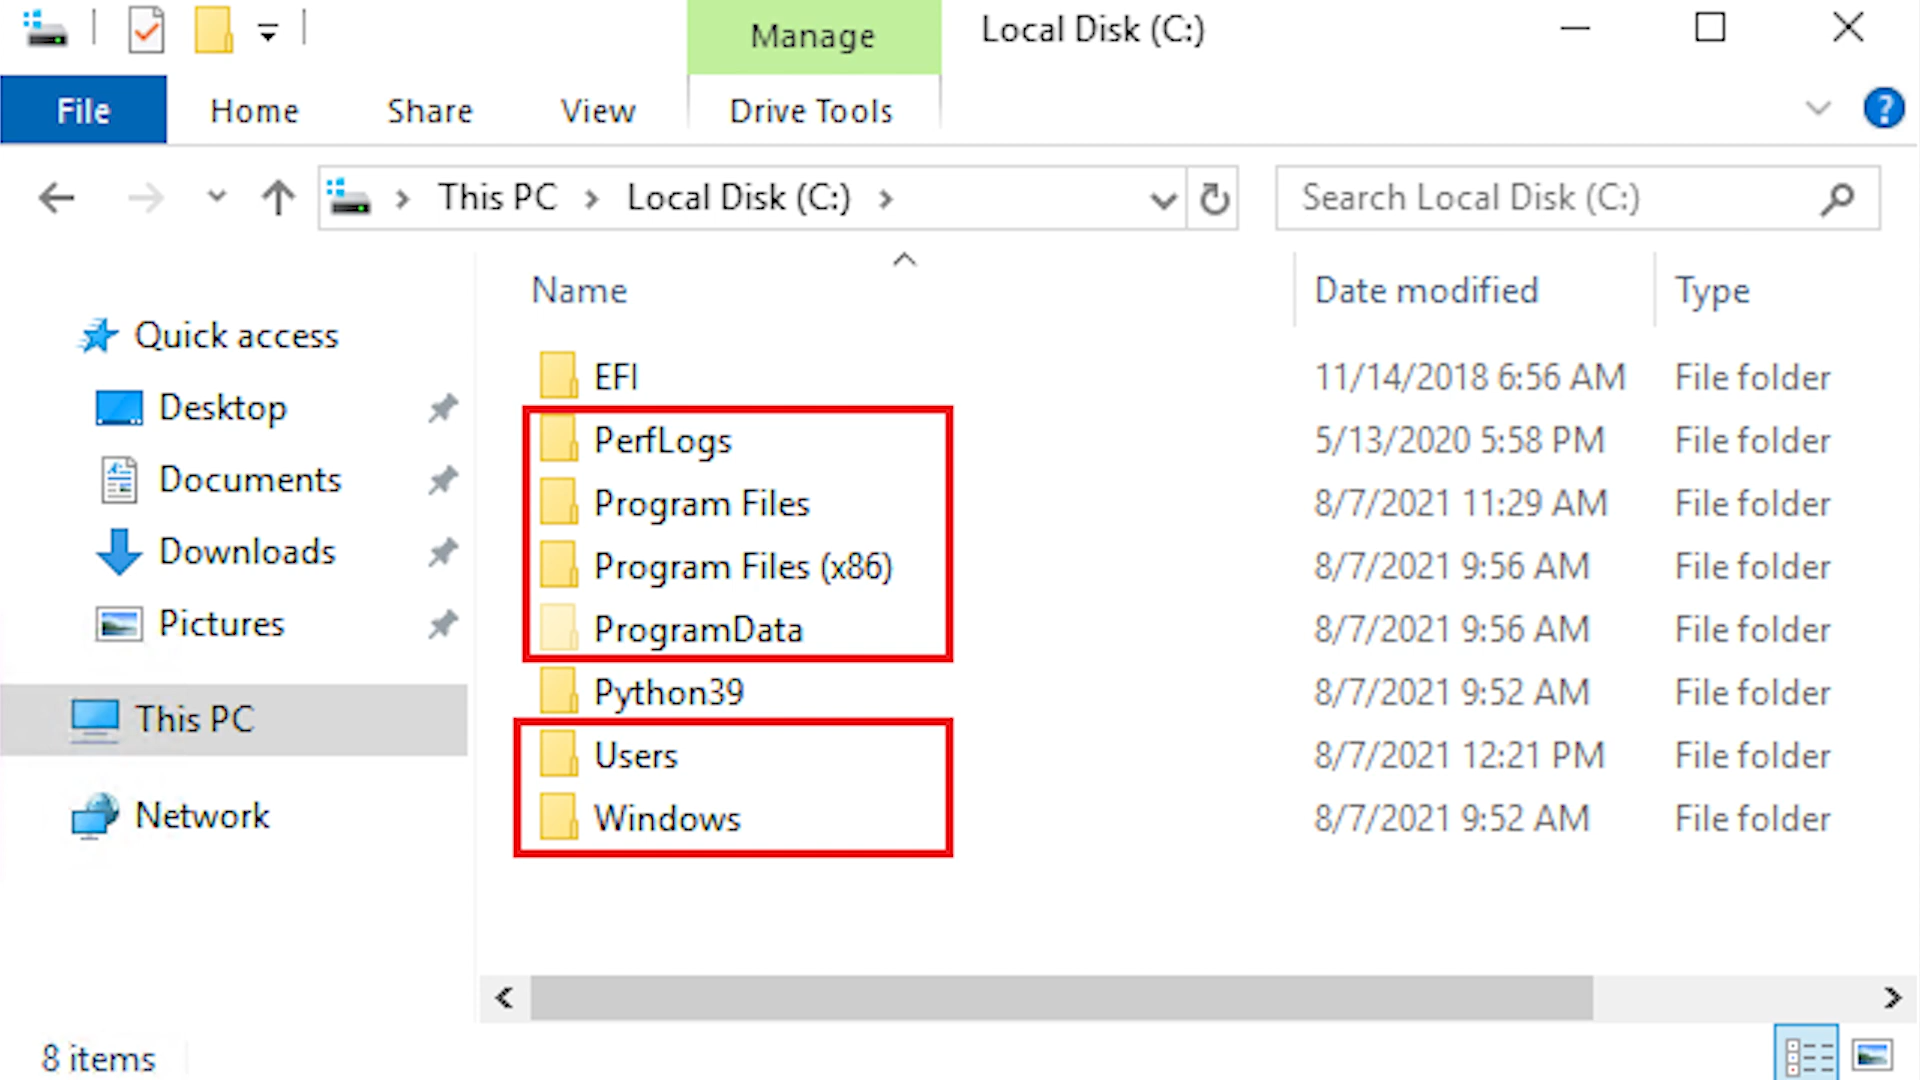 Manage
Local Disk (C:)
File
Home
Share
View
Drive Tools
?
This PC
Local Disk (C:)
Search Local Disk (C:)
Name
Date modified
Type
Quick access
Desktop
Documents
Downloads
Pictures
This PC
Network
EFI 11/14/2018 6:56 AM File folder
PerfLogs 5/13/2020 5:58 PM File folder
Program Files 8/7/2021 11:29 AM File folder
Program Files (x86) 8/7/2021 9:56 AM File folder
ProgramData 8/7/2021 9:56 AM File folder
Python39 8/7/2021 9:52 AM File folder
Users 8/7/2021 12:21 PM File folder
Windows 8/7/2021 9:52 AM File folder
8 items